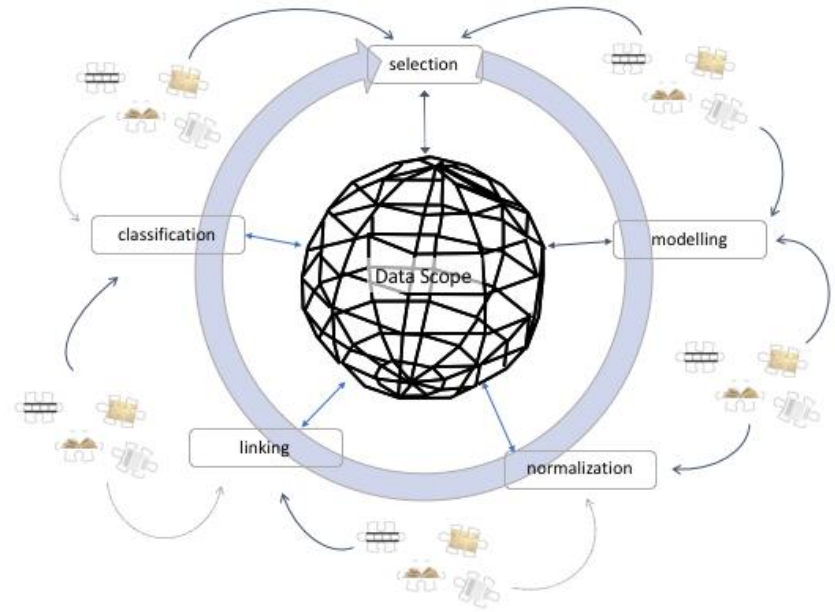 selection
classification
modelling
Data Scope
linking
normalization